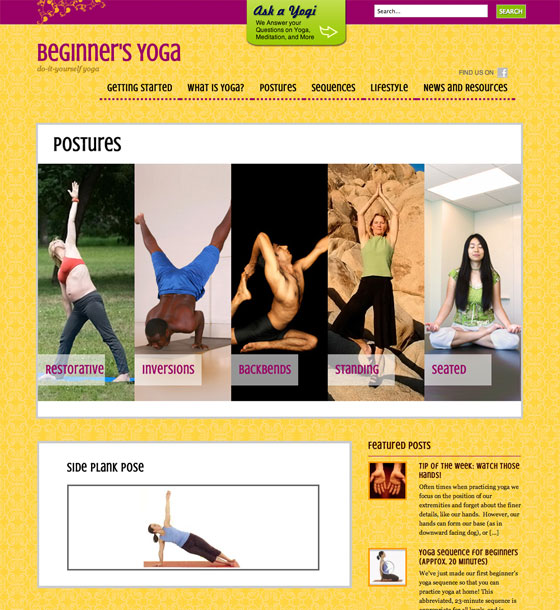 Ask a Yogi
We Answer your
Questions on Yoga,
Meditation, and More
Search...
SEARCH
Beginner's Yoga
do-it-yourself yoga
FIND US ON
Getting Started What is Yoga? Postures Sequences Lifestyle News and Resources
Postures
Restorative
Inversions
Backbends
Standing
Seated
Side Plank Pose
Featured Posts
Tip of the Week: Watch Those
Hands!
Often times when practicing yoga we
focus on the position of our
extremities and forget about the finer
details, like our hands. However, our
hands can form our base (as in
downward facing dog), or [...]
Yoga Sequence for Beginners
(Approx. 20 minutes)
We've just made our first beginner's
yoga sequence so that you can
practice yoga at home! This
abbreviated, 23-minute sequence is